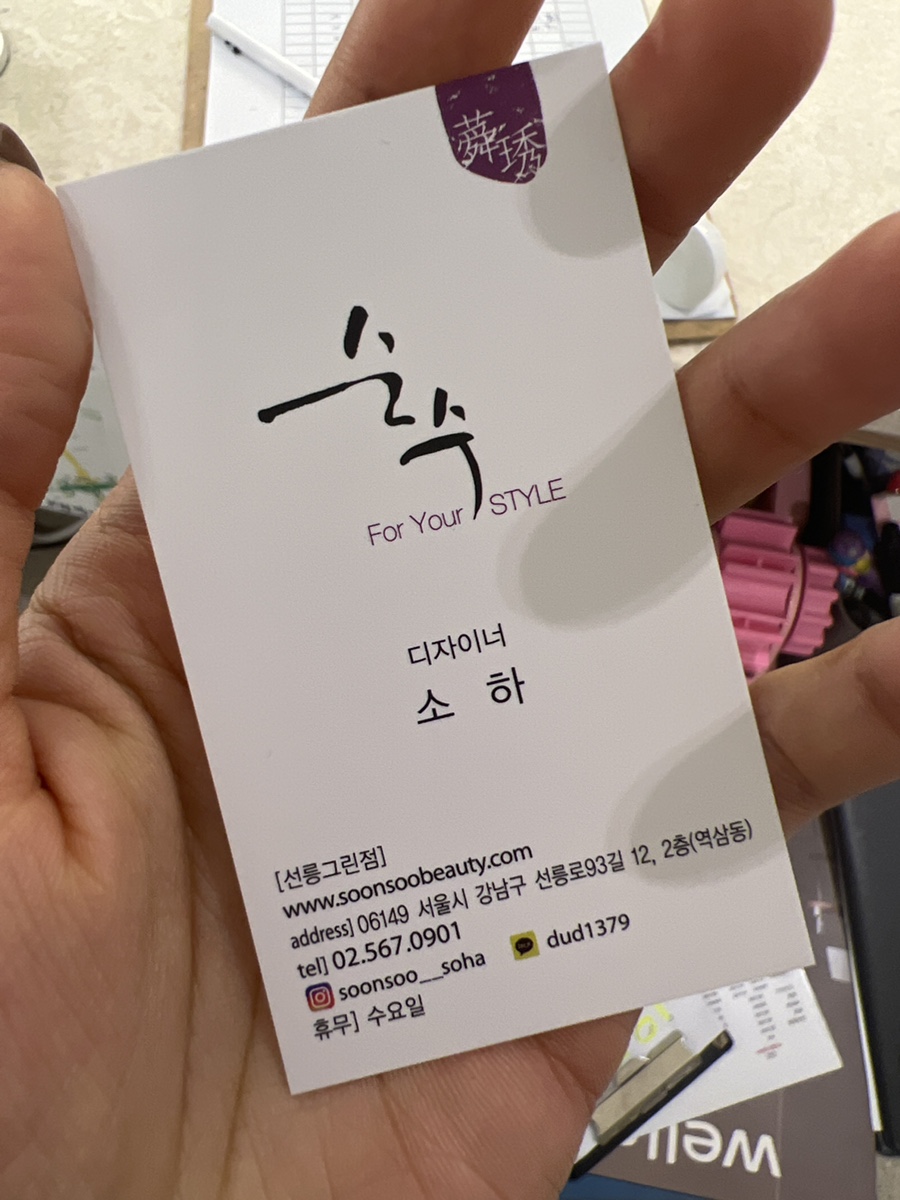 蕣琇
순수
For Your STYLE
디자이너
소 하
[선릉그린점]
www.soonsoobeauty.com
address] 06149 서울시 강남구 선릉로93길 12, 2층(역삼동)
tel] 02.567.0901
soonsoo__soha TALK dud1379
휴무] 수요일